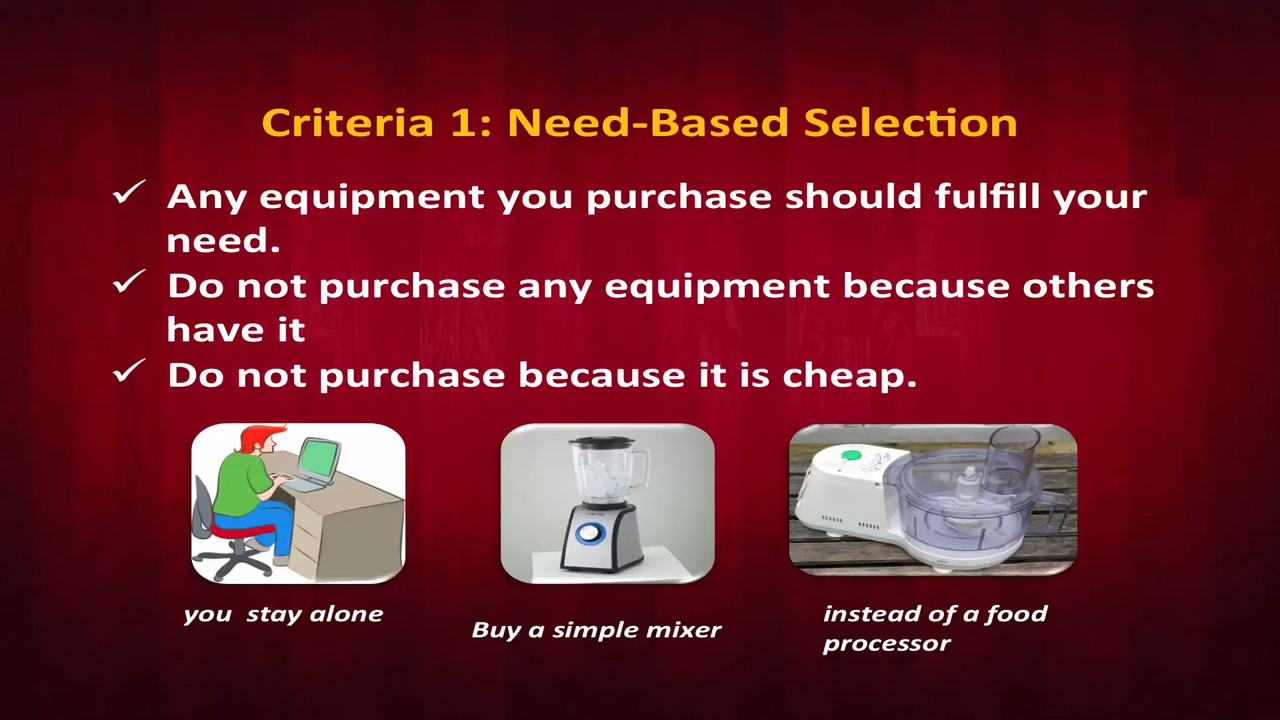 Criteria 1: Need-Based Selection
✓ Any equipment you purchase should fulfill your
need.
✓ Do not purchase any equipment because others
have it
✓ Do not purchase because it is cheap.
you stay alone
Buy a simple mixer
instead of a food
processor